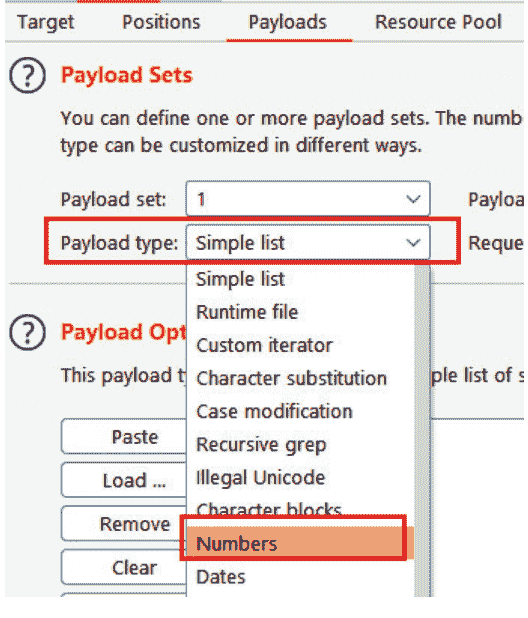 Target Positions Payloads Resource Pool
? Payload Sets
You can define one or more payload sets. The numb
type can be customized in different ways.
Payload set: 1 Payloa
Payload type: Simple list Reque
Simple list
Runtime file
? Payload Opt
Custom iterator
This payload t
Character substitution
ple list of s
Case modification
Paste
Recursive grep
Load ...
Illegal Unicode
Character blocks
Remove
Numbers
Clear
Dates